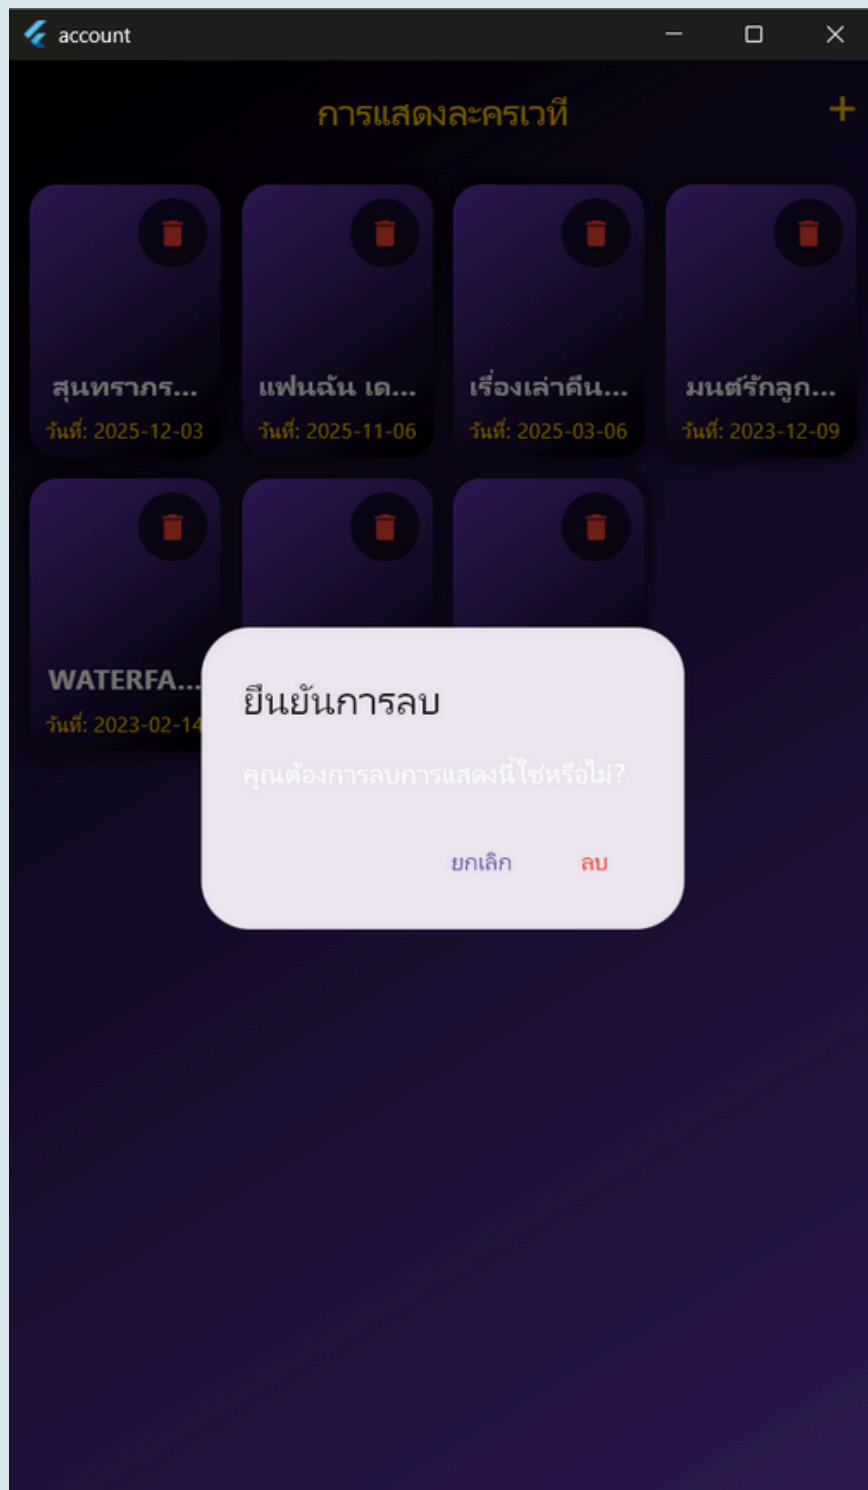 account
การแสดงละครเวที
+
สุนทราภร...
แฟนฉัน เด...
เรื่องเล่าคืน...
มนต์รักลูก...
วันที่: 2025-12-03
วันที่: 2025-11-06
วันที่: 2025-03-06
วันที่: 2023-12-09
WATERFA...
วันที่: 2023-02-14
ยืนยันการลบ
คุณต้องการลบการแสดงนี้ใช่หรือไม่?
ยกเลิก
ลบ